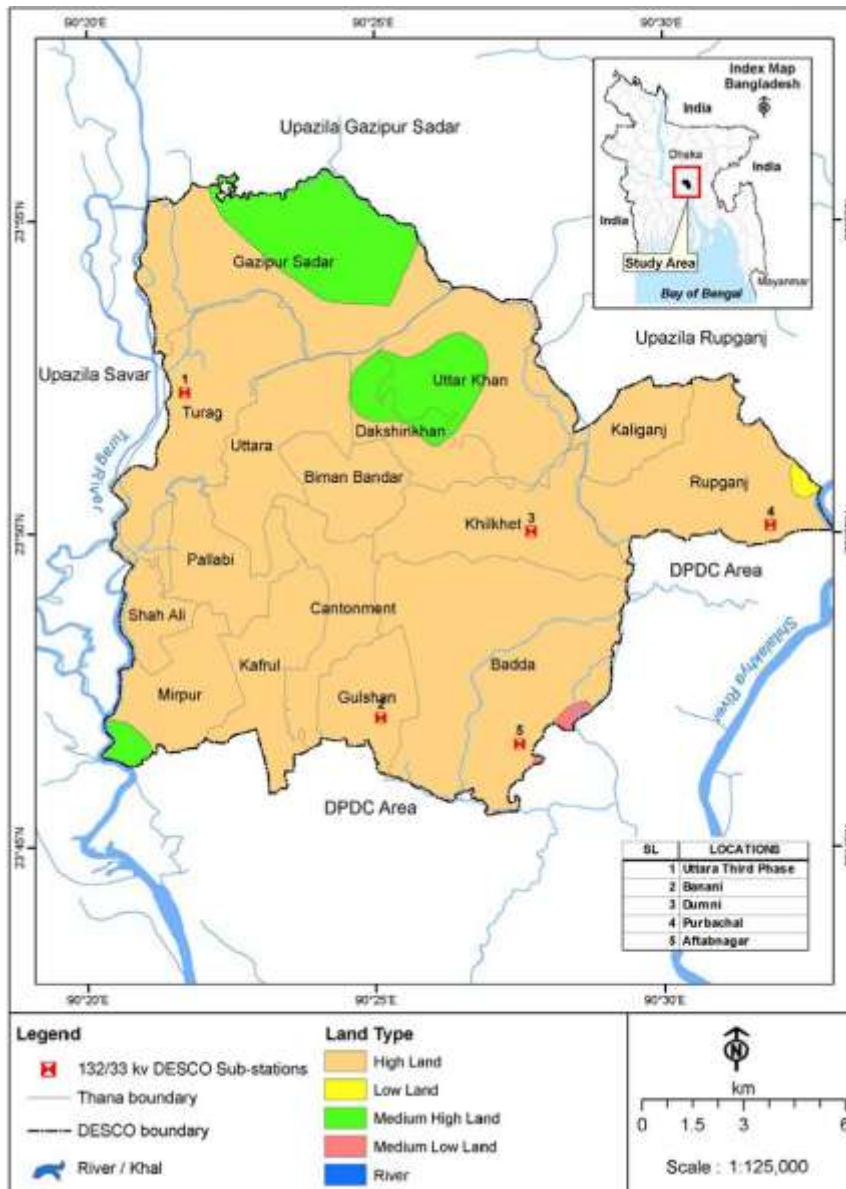 90°20'E 90°25'E 90°30'E
Index Map
Bangladesh
N
India
Dhaka
India
India
Study Area
Mayanmar
Bay of Bengal
Upazila Gazipur Sadar
23°55'N
Gazipur Sadar
Upazila Rupganj
Upazila Savar
1
Turag
Uttar Khan
Uttara
Dakshinkhan
Kaliganj
Turag River
Biman Bandar
Rupganj
Khilkhet 3
4
23°50'N
Pallabi
DPDC Area
Shah Ali
Cantonment
Kafrul
Badda
Mirpur
Gulshan
2
5
Shitalakhya River
DPDC Area
23°45'N
SL LOCATIONS
1 Uttara Third Phase
2 Banani
3 Dumni
4 Purbachal
5 Aftabnagar
90°20'E 90°25'E 90°30'E
Legend
132/33 kv DESCO Sub-stations
Thana boundary
DESCO boundary
River / Khal
Land Type
High Land
Low Land
Medium High Land
Medium Low Land
River
N
km
0 1.5 3 6
Scale : 1:125,000